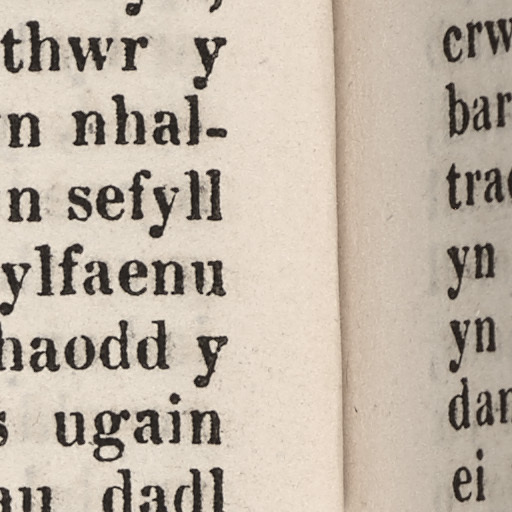 thwr y
n nhal-
n sefyll
ylfaenu
haodd y
s ugain
au dadl
crw
bar
tra
yn
yn
dan
ei